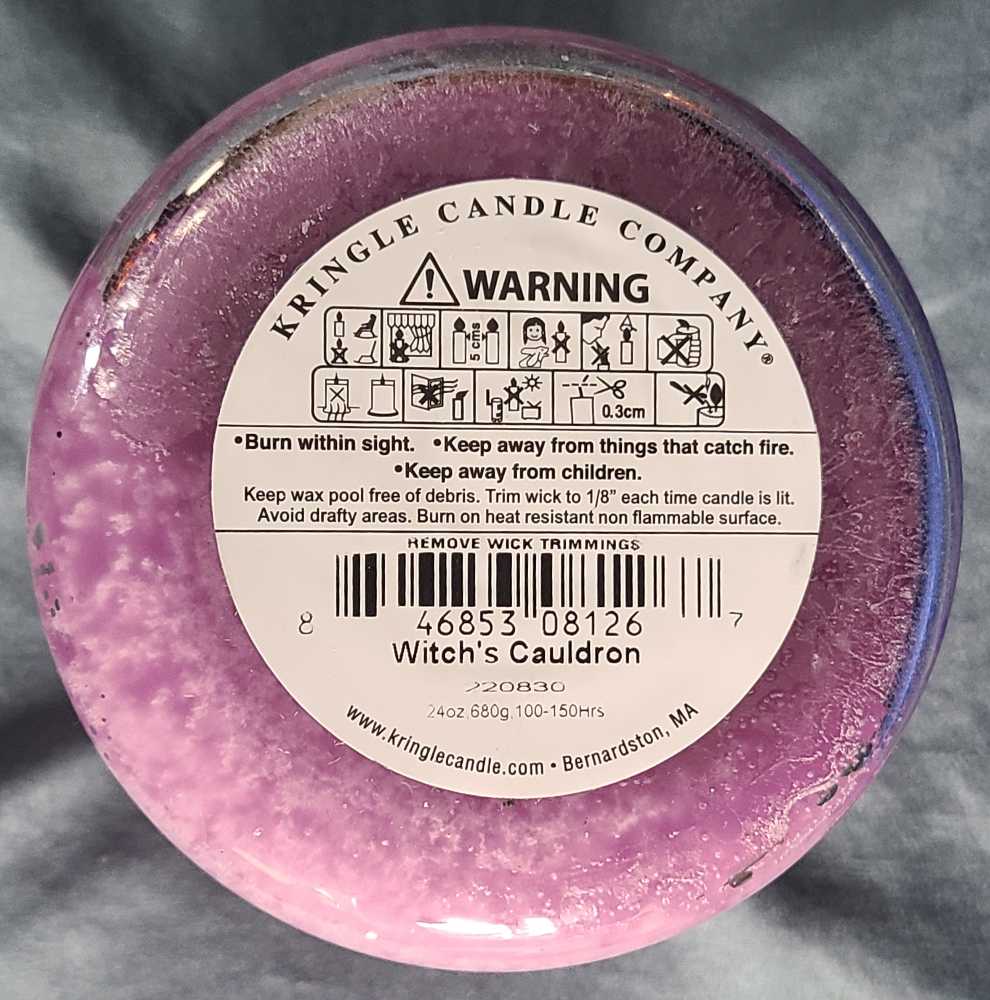 KRINGLE CANDLE COMPANY®
WARNING
5 cms
0.3cm
•Burn within sight. •Keep away from things that catch fire.
•Keep away from children.
Keep wax pool free of debris. Trim wick to 1/8" each time candle is lit.
Avoid drafty areas. Burn on heat resistant non flammable surface.
REMOVE WICK TRIMMINGS
8 46853 08126 7
Witch's Cauldron
220830
24oz,680g,100-150Hrs
www.kringlecandle.com • Bernardston, MA